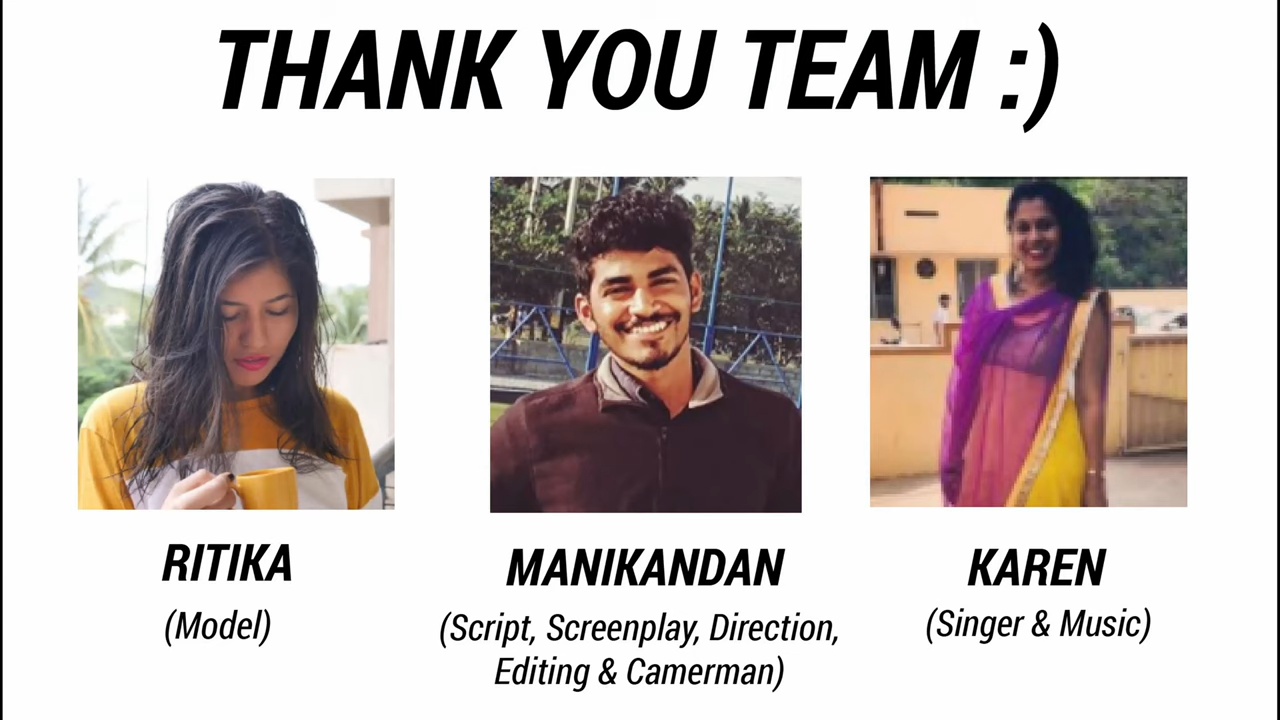 THANK YOU TEAM :)
RITIKA
MANIKANDAN
KAREN
(Model)
(Script, Screenplay, Direction,
Editing & Camerman)
(Singer & Music)